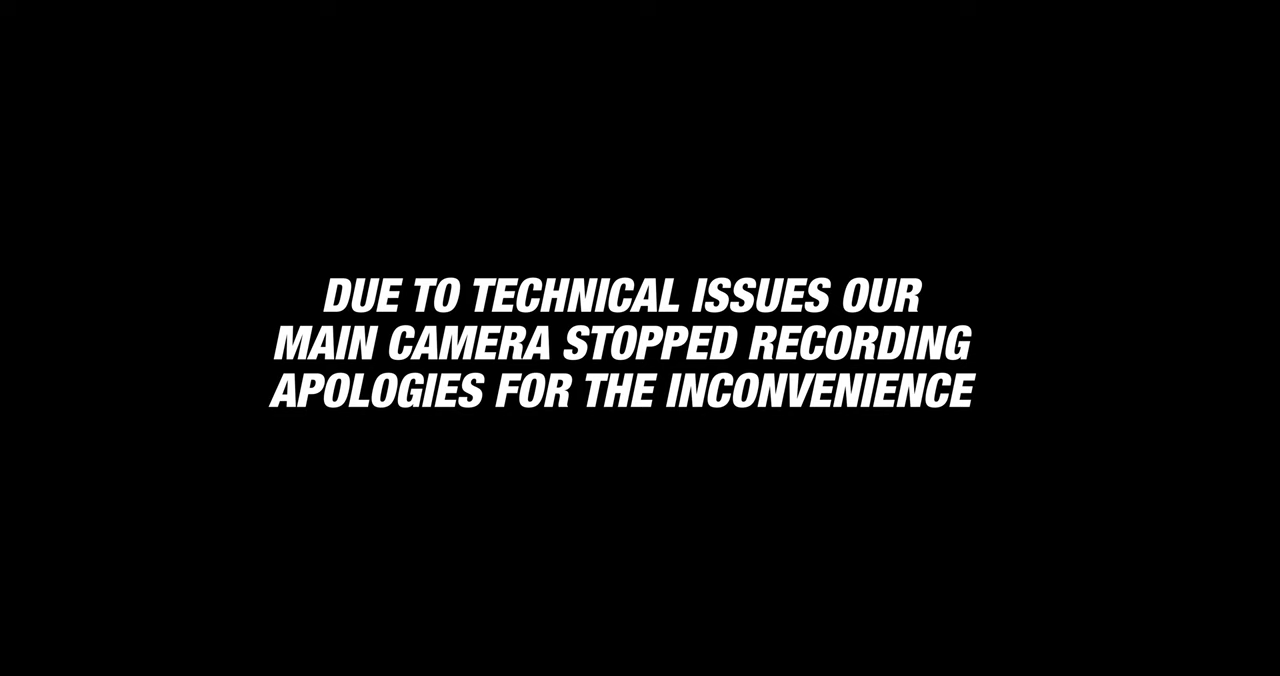 DUE TO TECHNICAL ISSUES OUR
MAIN CAMERA STOPPED RECORDING
APOLOGIES FOR THE INCONVENIENCE